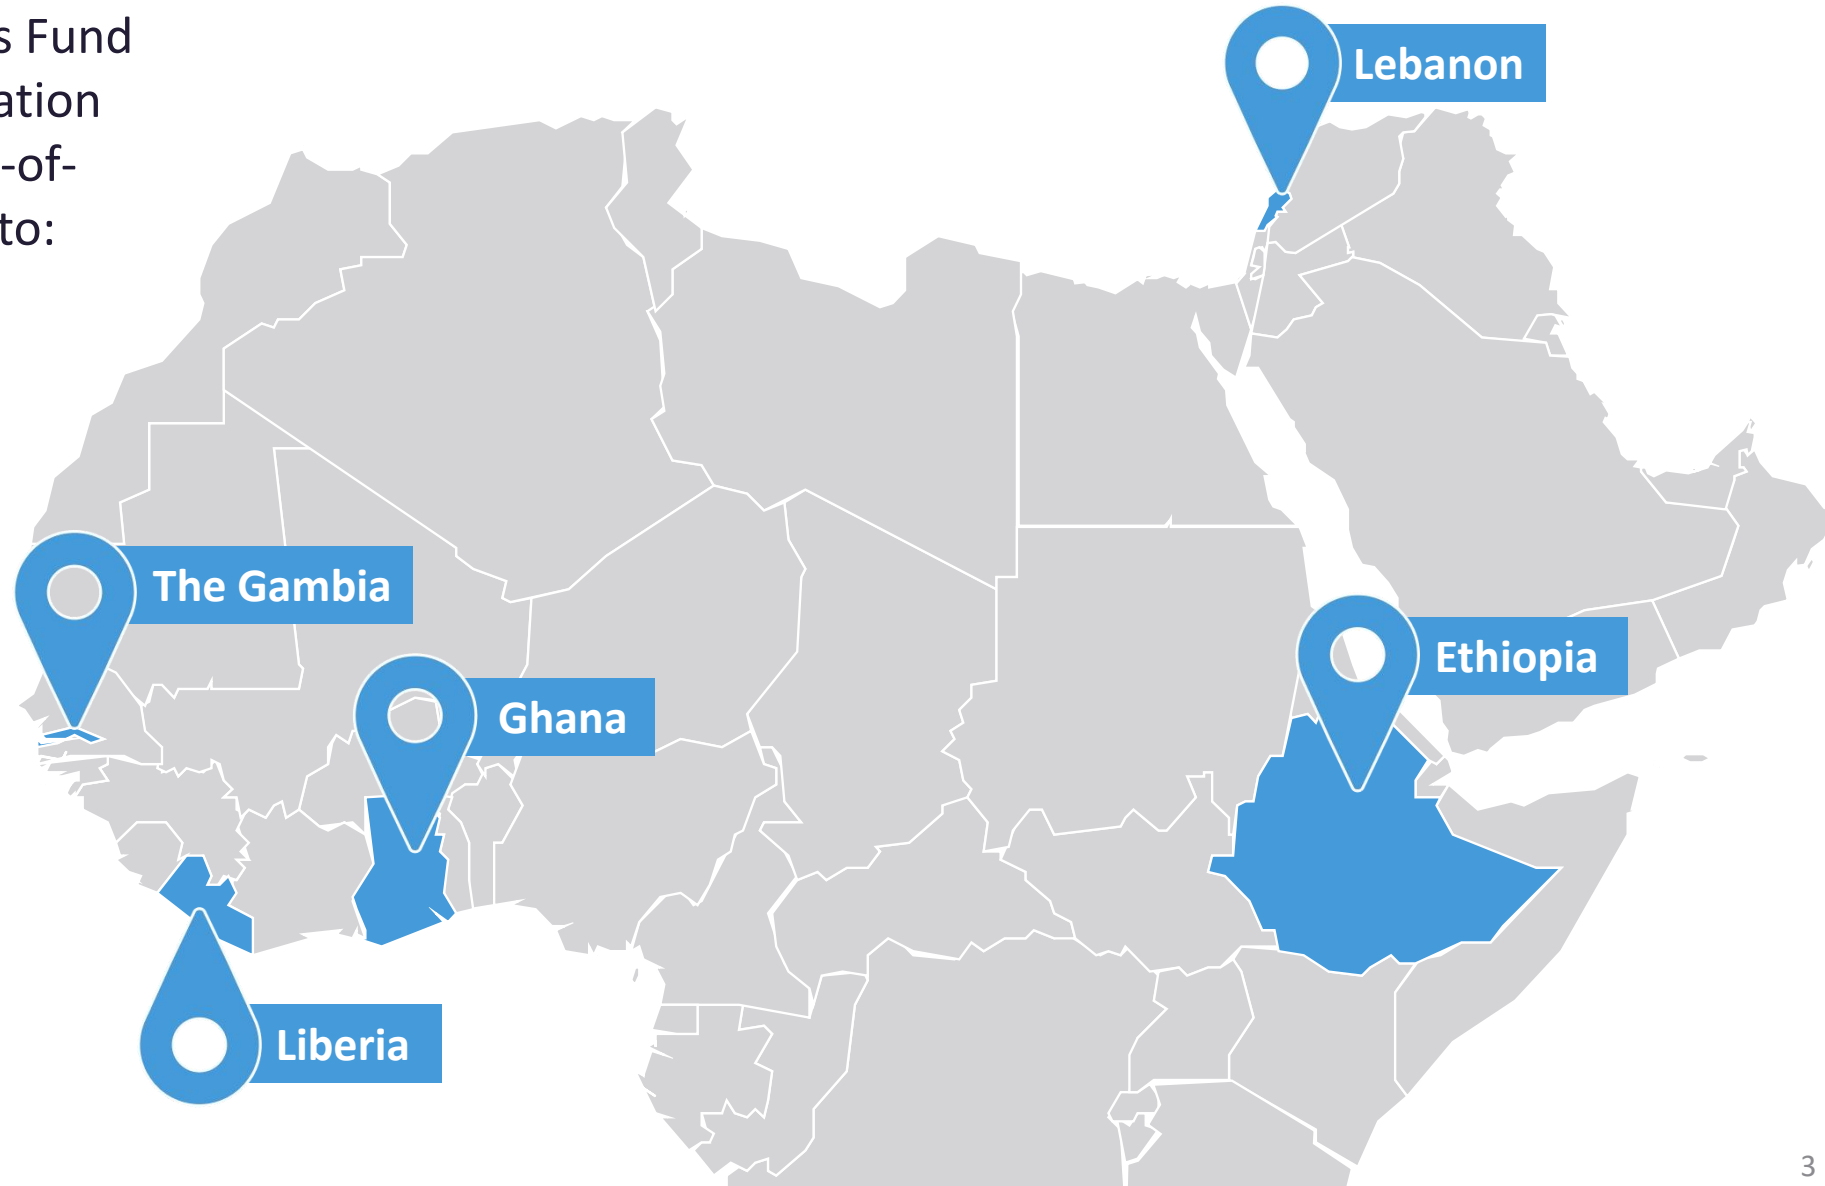 s Fund
ation
-of-
to:
Lebanon
The Gambia
Ethiopia
Ghana
Liberia
3